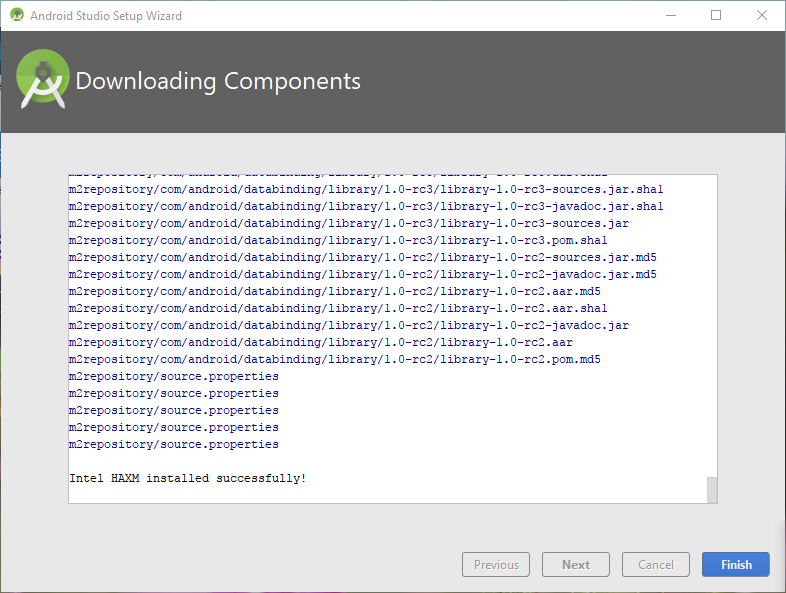 Android Studio Setup Wizard
Downloading Components
m2repository/com/android/databinding/library/1.0-rc3/library-1.0-rc3-sources.jar.sha1
m2repository/com/android/databinding/library/1.0-rc3/library-1.0-rc3-javadoc.jar.sha1
m2repository/com/android/databinding/library/1.0-rc3/library-1.0-rc3-sources.jar
m2repository/com/android/databinding/library/1.0-rc3/library-1.0-rc3.pom.sha1
m2repository/com/android/databinding/library/1.0-rc2/library-1.0-rc2-sources.jar.md5
m2repository/com/android/databinding/library/1.0-rc2/library-1.0-rc2-javadoc.jar.md5
m2repository/com/android/databinding/library/1.0-rc2/library-1.0-rc2.aar.md5
m2repository/com/android/databinding/library/1.0-rc2/library-1.0-rc2.aar.sha1
m2repository/com/android/databinding/library/1.0-rc2/library-1.0-rc2-javadoc.jar
m2repository/com/android/databinding/library/1.0-rc2/library-1.0-rc2.aar
m2repository/com/android/databinding/library/1.0-rc2/library-1.0-rc2.pom.md5
m2repository/source.properties
m2repository/source.properties
m2repository/source.properties
m2repository/source.properties
m2repository/source.properties
Intel HAXM installed successfully!
Previous Next Cancel Finish